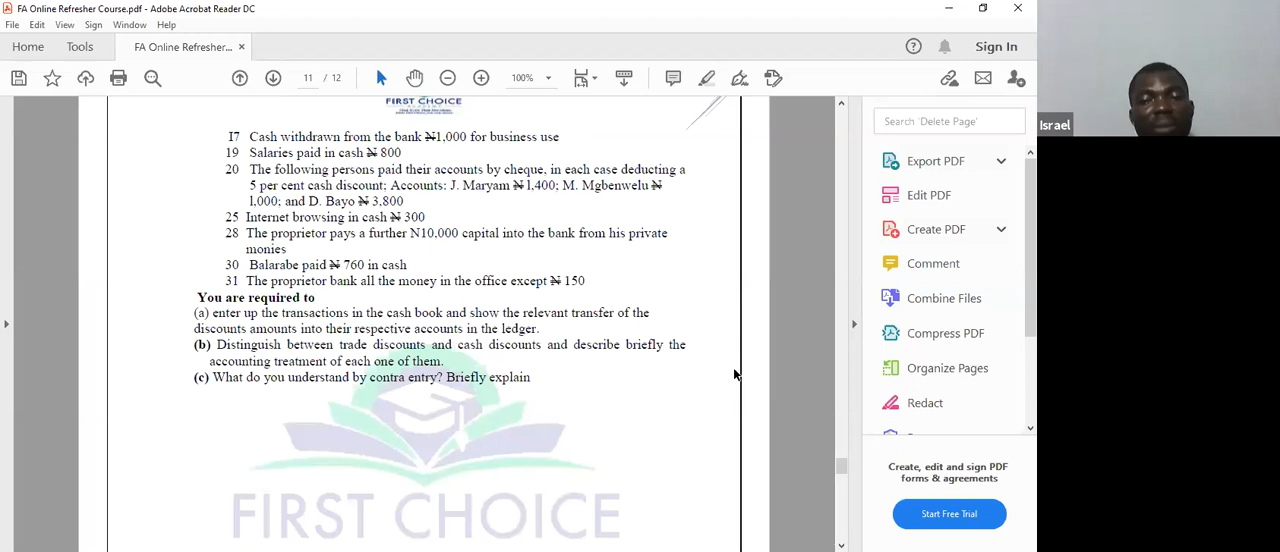 FA Online Refresher Course.pdf - Adobe Acrobat Reader DC
File Edit View Sign Window Help
Home Tools FA Online Refresher... × Sign In
11 / 12 100%
FIRST CHOICE
17 Cash withdrawn from the bank ₦1,000 for business use
19 Salaries paid in cash ₦ 800
20 The following persons paid their accounts by cheque, in each case deducting a
5 per cent cash discount; Accounts: J. Maryam ₦ 1,400; M. Mgbenwelu ₦
1,000; and D. Bayo ₦ 3,800
25 Internet browsing in cash ₦ 300
28 The proprietor pays a further N10,000 capital into the bank from his private
monies
30 Balarabe paid ₦ 760 in cash
31 The proprietor bank all the money in the office except ₦ 150
You are required to
(a) enter up the transactions in the cash book and show the relevant transfer of the
discounts amounts into their respective accounts in the ledger.
(b) Distinguish between trade discounts and cash discounts and describe briefly the
accounting treatment of each one of them.
(c) What do you understand by contra entry? Briefly explain
FIRST CHOICE
Search 'Delete Page'
Export PDF
Edit PDF
Create PDF
Comment
Combine Files
Compress PDF
Organize Pages
Redact
Create, edit and sign PDF
forms & agreements
Start Free Trial
Israel